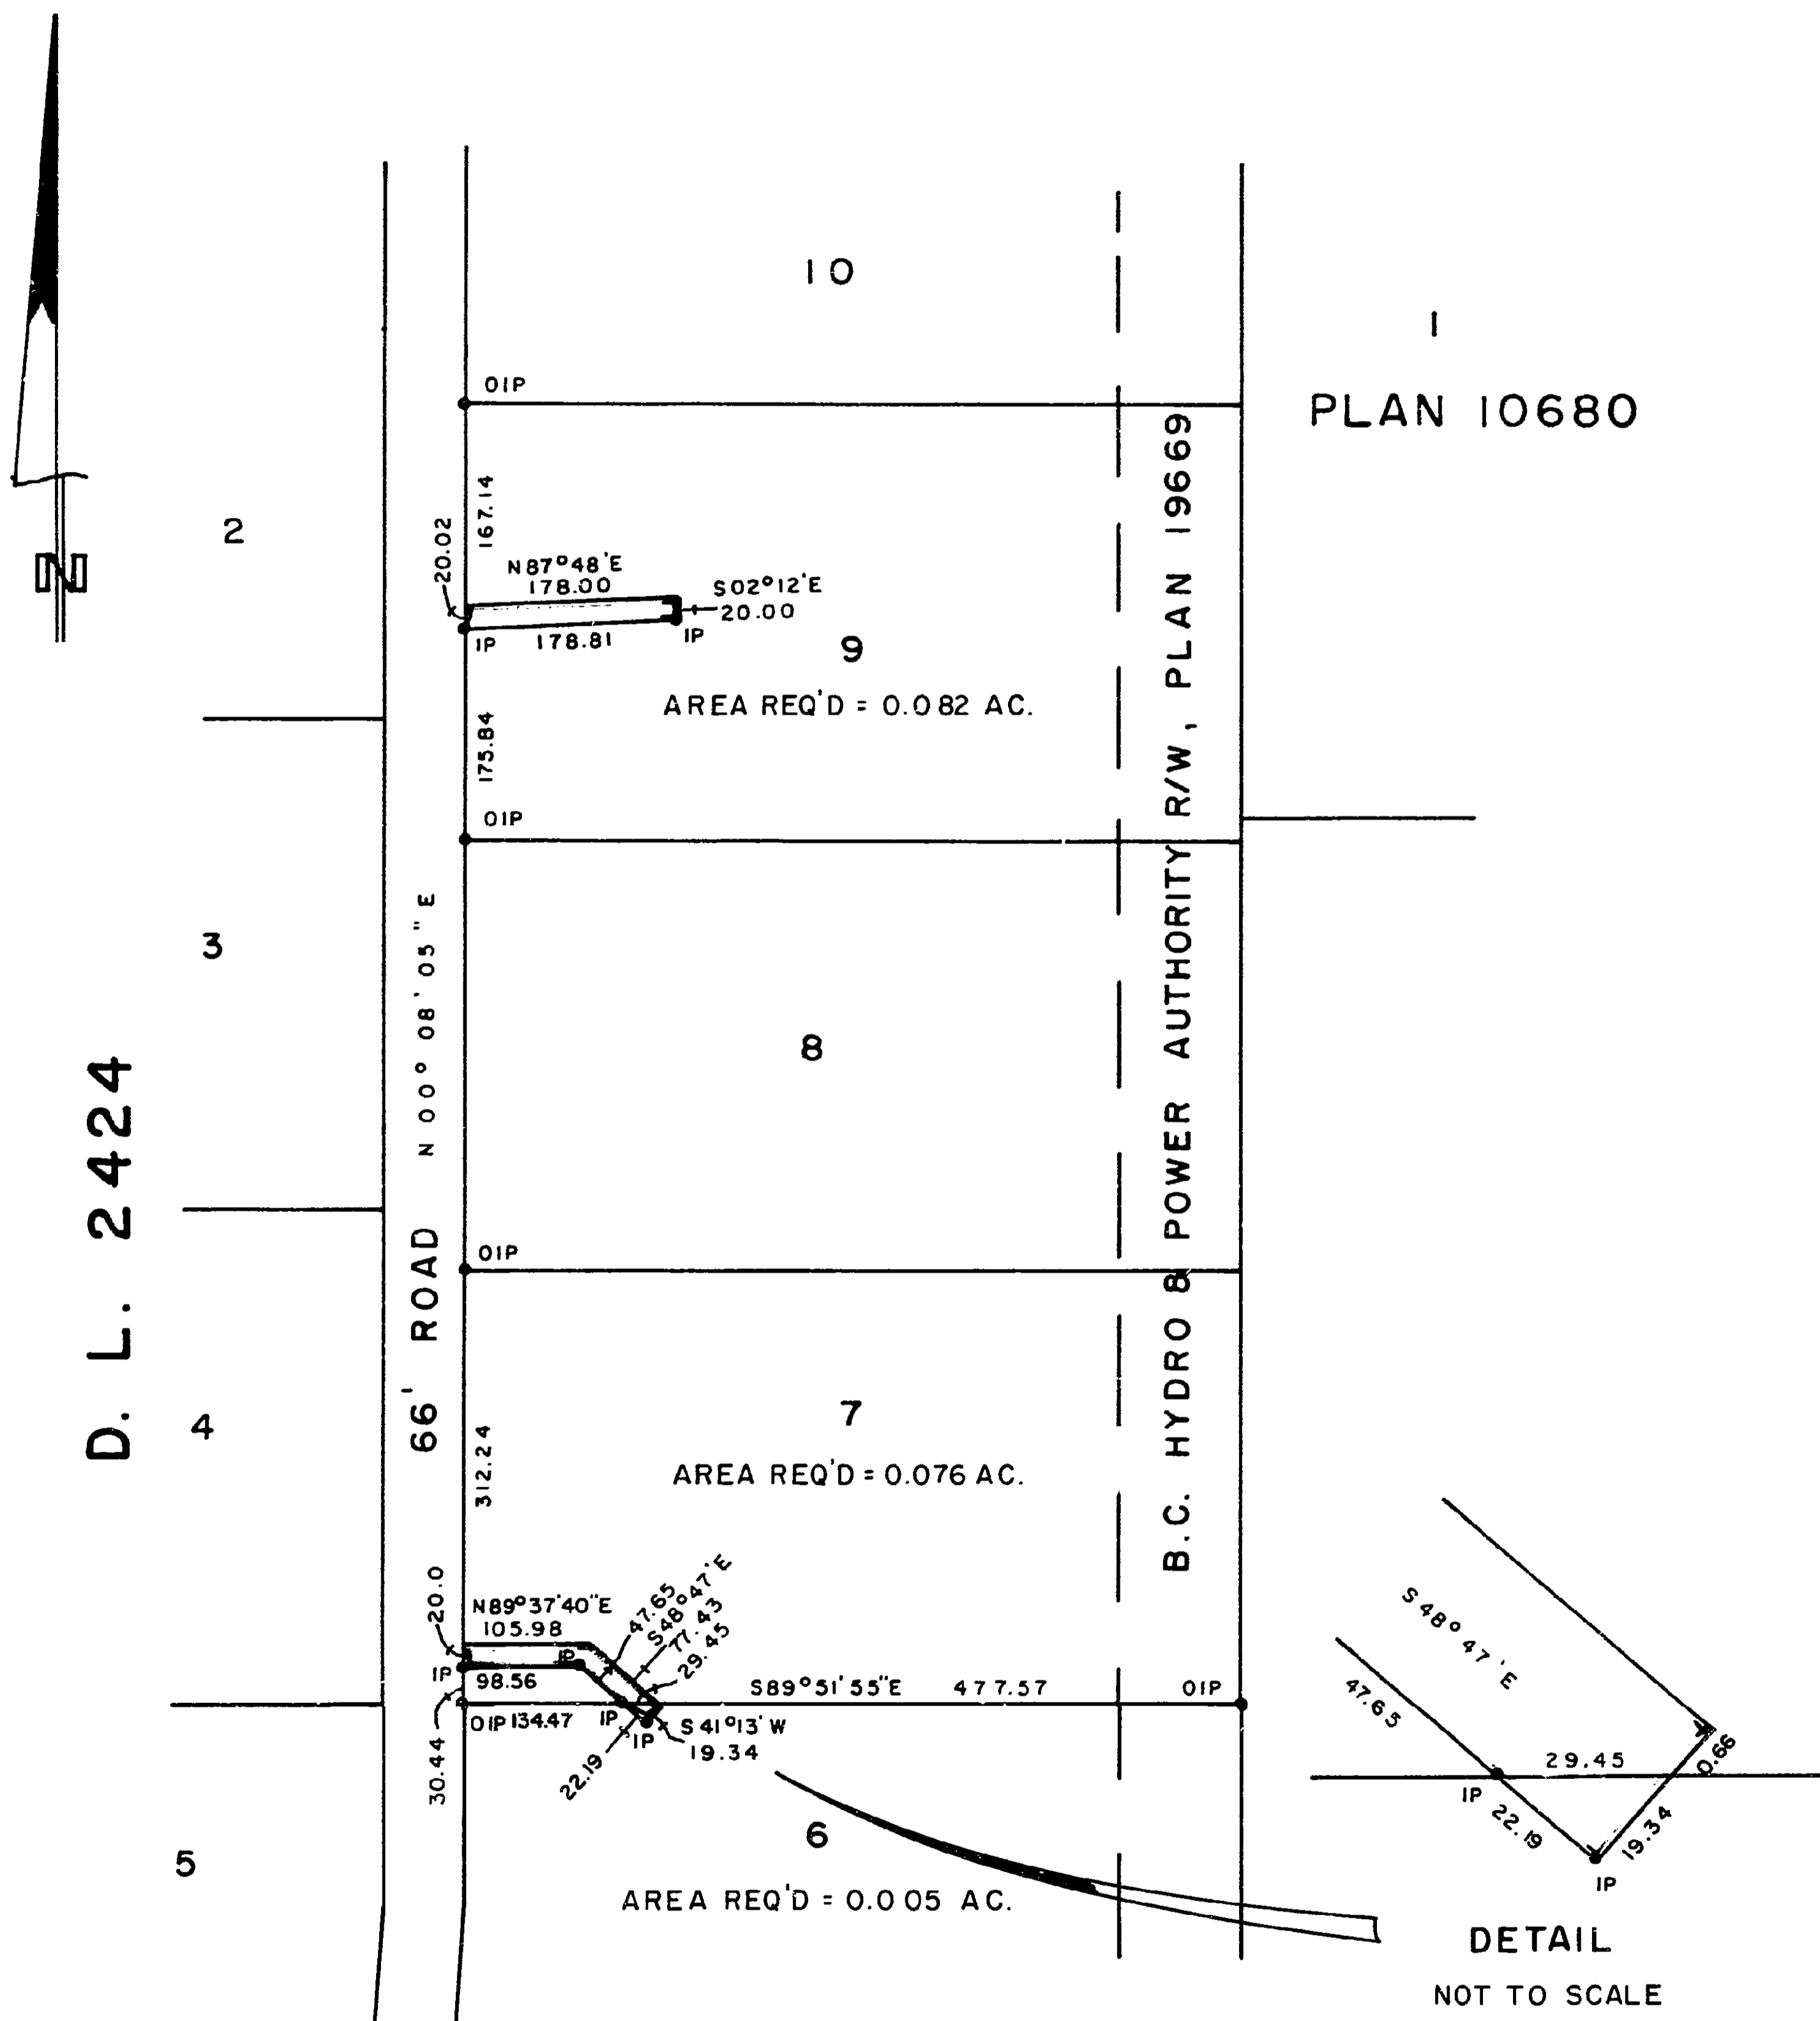 N
10
1
PLAN 10680
OIP
2
167.14
20.02
N87°48'E
178.00
S02°12'E
20.00
IP
178.81
IP
9
AREA REQ'D = 0.082 AC.
175.84
OIP
3
N 00° 08' 05" E
8
D. L. 2424
66' ROAD
B.C. HYDRO & POWER AUTHORITY R/W, PLAN 19669
OIP
4
7
312.24
AREA REQ'D = 0.076 AC.
20.0
N89°37'40"E
105.98
47.65
S48°47'E
77.43
29.45
IP
IP
98.56
S89°51'55"E 477.57
OIP
OIP
134.47
IP
IP
S41°13'W
19.34
22.19
30.44
5
6
AREA REQ'D = 0.005 AC.
S48°47'E
47.65
29.45
0.66
IP
22.19
19.34
IP
DETAIL
NOT TO SCALE